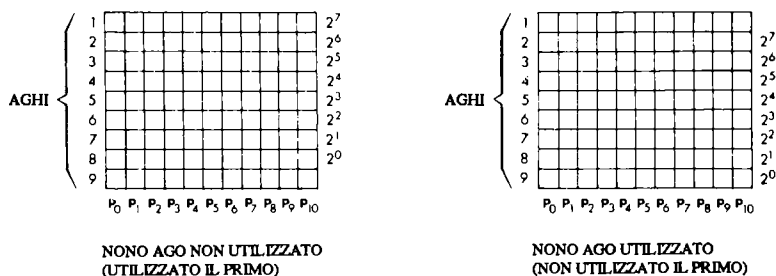 AGHI
1 2⁷
2 2⁶
3 2⁵
4 2⁴
5 2³
6 2²
7 2¹
8 2⁰
9
P₀ P₁ P₂ P₃ P₄ P₅ P₆ P₇ P₈ P₉ P₁₀
NONO AGO NON UTILIZZATO
(UTILIZZATO IL PRIMO)
AGHI
1
2 2⁷
3 2⁶
4 2⁵
5 2⁴
6 2³
7 2²
8 2¹
9 2⁰
P₀ P₁ P₂ P₃ P₄ P₅ P₆ P₇ P₈ P₉ P₁₀
NONO AGO UTILIZZATO
(NON UTILIZZATO IL PRIMO)